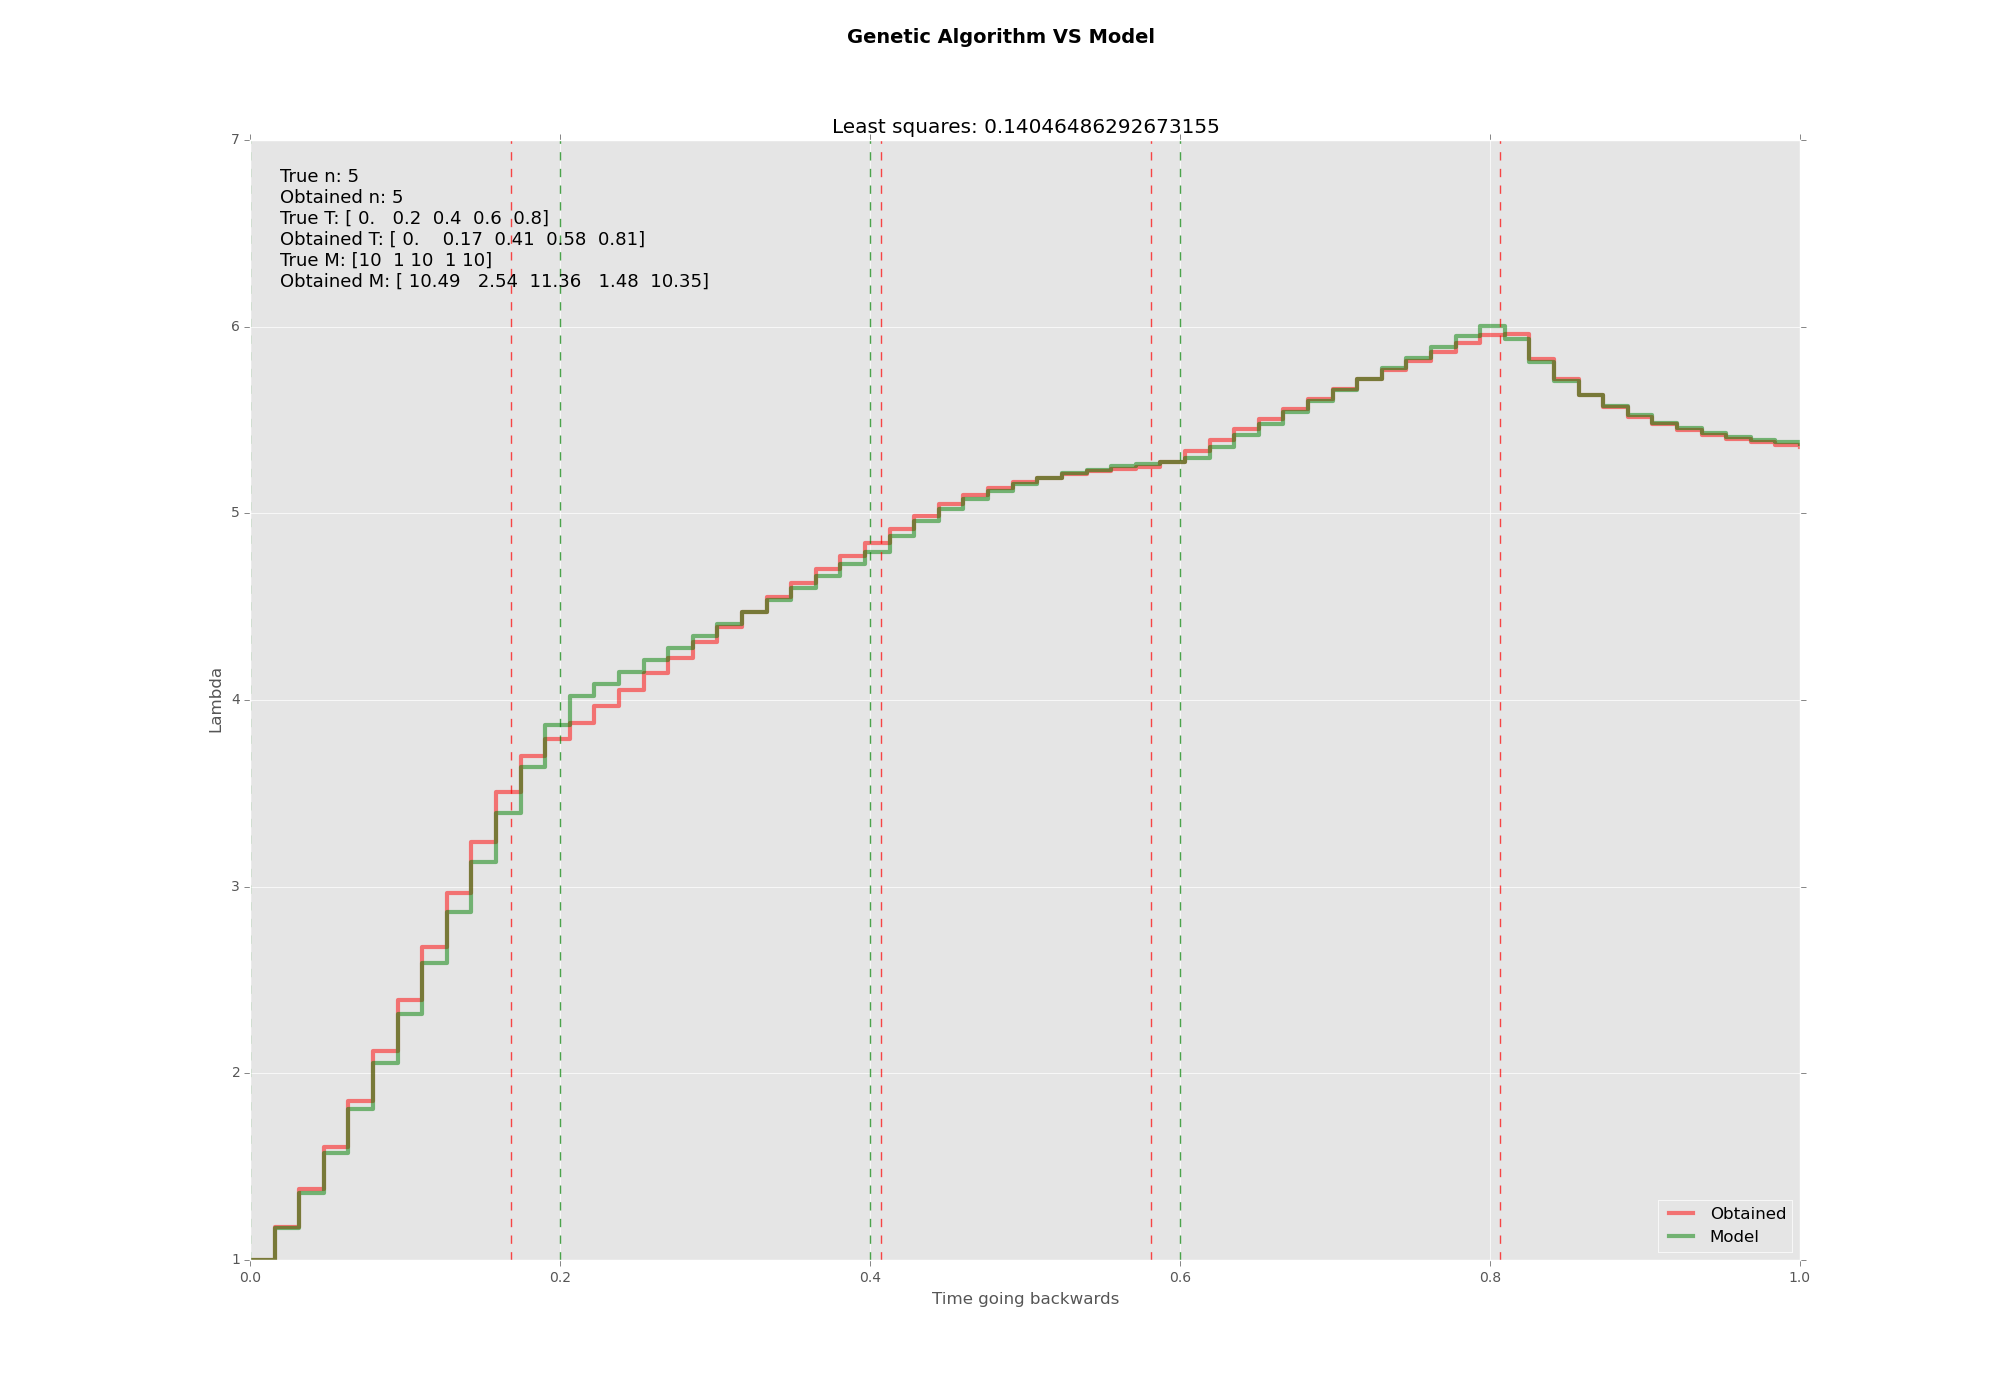 Genetic Algorithm VS Model
Least squares: 0.14046486292673155
7
True n: 5
Obtained n: 5
True T: [ 0.   0.2  0.4  0.6  0.8]
Obtained T: [ 0.    0.17  0.41  0.58  0.81]
True M: [10  1 10  1 10]
Obtained M: [ 10.49   2.54  11.36   1.48  10.35]
6
5
4
Lambda
3
2
1
Obtained
Model
0.0 0.2 0.4 0.6 0.8 1.0
Time going backwards